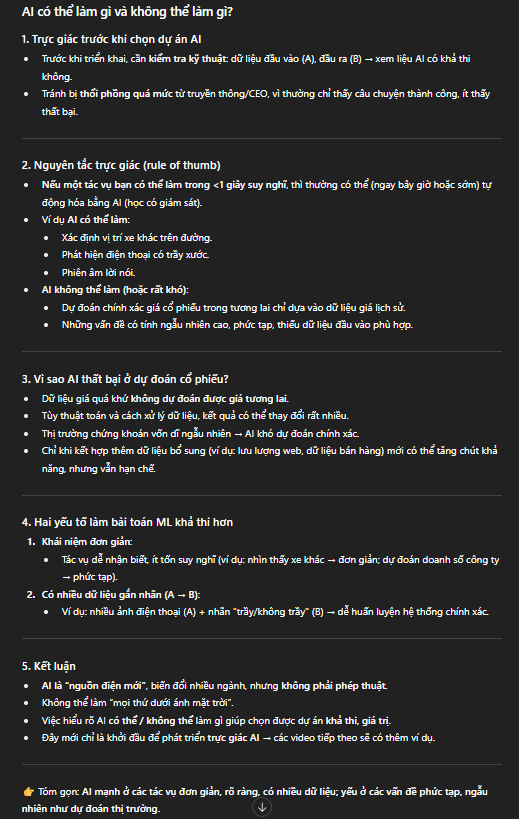 AI có thể làm gì và không thể làm gì?
1. Trực giác trước khi chọn dự án AI
Trước khi triển khai, cần kiểm tra kỹ thuật: dữ liệu đầu vào (A), đầu ra (B) → xem liệu AI có khả thi
không.
Tránh bị thổi phồng quá mức từ truyền thông/CEO, vì thường chỉ thấy câu chuyện thành công, ít thấy
thất bại.
2. Nguyên tắc trực giác (rule of thumb)
Nếu một tác vụ bạn có thể làm trong <1 giây suy nghĩ, thì thường có thể (ngay bây giờ hoặc sớm) tự
động hóa bằng AI (học có giám sát).
Ví dụ AI có thể làm:
Xác định vị trí xe khác trên đường.
Phát hiện điện thoại có trầy xước.
Phiên âm lời nói.
AI không thể làm (hoặc rất khó):
Dự đoán chính xác giá cổ phiếu trong tương lai chỉ dựa vào dữ liệu giá lịch sử.
Những vấn đề có tính ngẫu nhiên cao, phức tạp, thiếu dữ liệu đầu vào phù hợp.
3. Vì sao AI thất bại ở dự đoán cổ phiếu?
Dữ liệu giá quá khứ không dự đoán được giá tương lai.
Tùy thuật toán và cách xử lý dữ liệu, kết quả có thể thay đổi rất nhiều.
Thị trường chứng khoán vốn dĩ ngẫu nhiên → AI khó dự đoán chính xác.
Chỉ khi kết hợp thêm dữ liệu bổ sung (ví dụ: lưu lượng web, dữ liệu bán hàng) mới có thể tăng chút khả
năng, nhưng vẫn hạn chế.
4. Hai yếu tố làm bài toán ML khả thi hơn
1. Khái niệm đơn giản:
Tác vụ dễ nhận biết, ít tốn suy nghĩ (ví dụ: nhìn thấy xe khác → đơn giản; dự đoán doanh số công ty
→ phức tạp).
2. Có nhiều dữ liệu gắn nhãn (A → B):
Ví dụ: nhiều ảnh điện thoại (A) + nhãn "trầy/không trầy" (B) → dễ huấn luyện hệ thống chính xác.
5. Kết luận
AI là "nguồn điện mới", biến đổi nhiều ngành, nhưng không phải phép thuật.
Không thể làm "mọi thứ dưới ánh mặt trời".
Việc hiểu rõ AI có thể / không thể làm gì giúp chọn được dự án khả thi, giá trị.
Đây mới chỉ là khởi đầu để phát triển trực giác AI → các video tiếp theo sẽ có thêm ví dụ.
👉 Tóm gọn: AI mạnh ở các tác vụ đơn giản, rõ ràng, có nhiều dữ liệu; yếu ở các vấn đề phức tạp, ngẫu
nhiên như dự đoán thị trường.